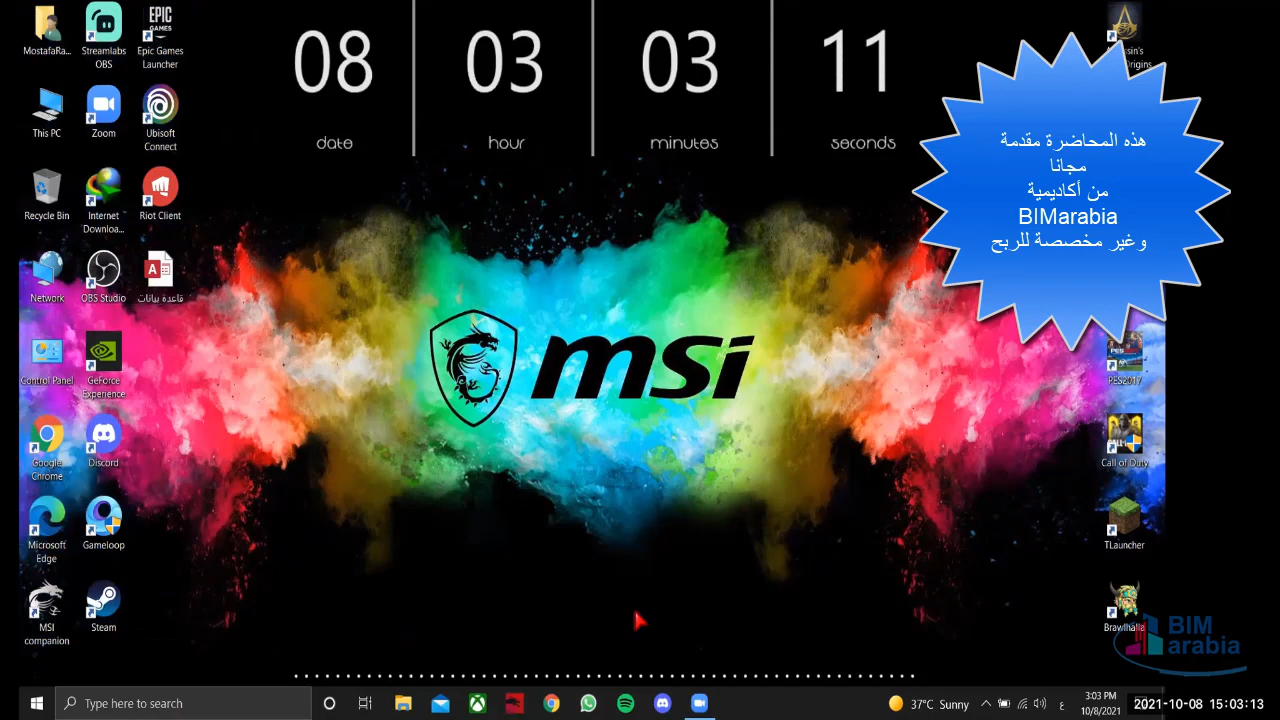 08
03
03
11
date
hour
minutes
seconds
MostafaRa...
Streamlabs
OBS
EPIC
GAMES
Epic Games
Launcher
This PC
Zoom
Ubisoft
Connect
Recycle Bin
Internet
Downloa...
Riot Client
Network
OBS Studio
قاعدة بيانات
Control Panel
GeForce
Experience
Google
Chrome
Discord
Microsoft
Edge
Gameloop
MSI
companion
Steam
msi
هذه المحاضرة مقدمة
مجانا
من أكاديمية
BIMarabia
وغير مخصصة للربح
PES2017
Call of Duty
TLauncher
Brawlhalla
BIM
arabia
Type here to search
37°C Sunny
ع
3:03 PM
10/8/2021
2021-10-08 15:03:13